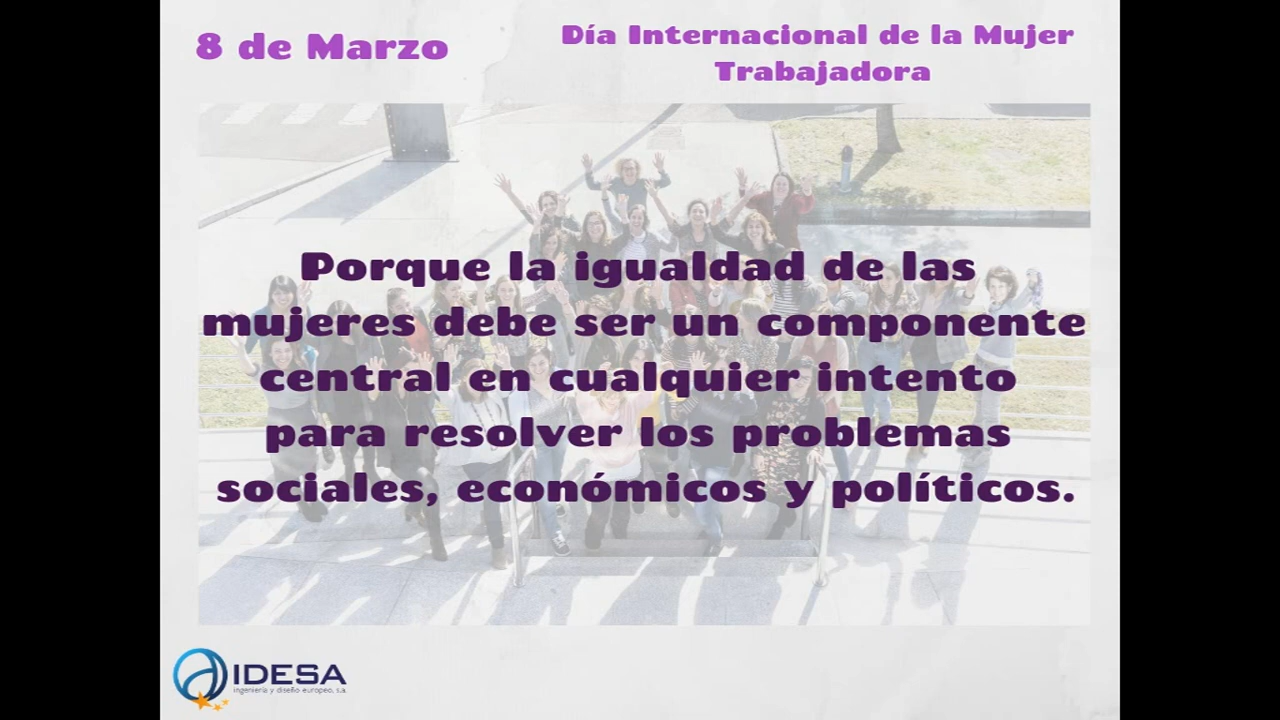 8 de Marzo
Día Internacional de la Mujer
Trabajadora
Porque la igualdad de las
mujeres debe ser un componente
central en cualquier intento
para resolver los problemas
sociales, económicos y políticos.
IDESA
ingeniería y diseño europeo, s.a.